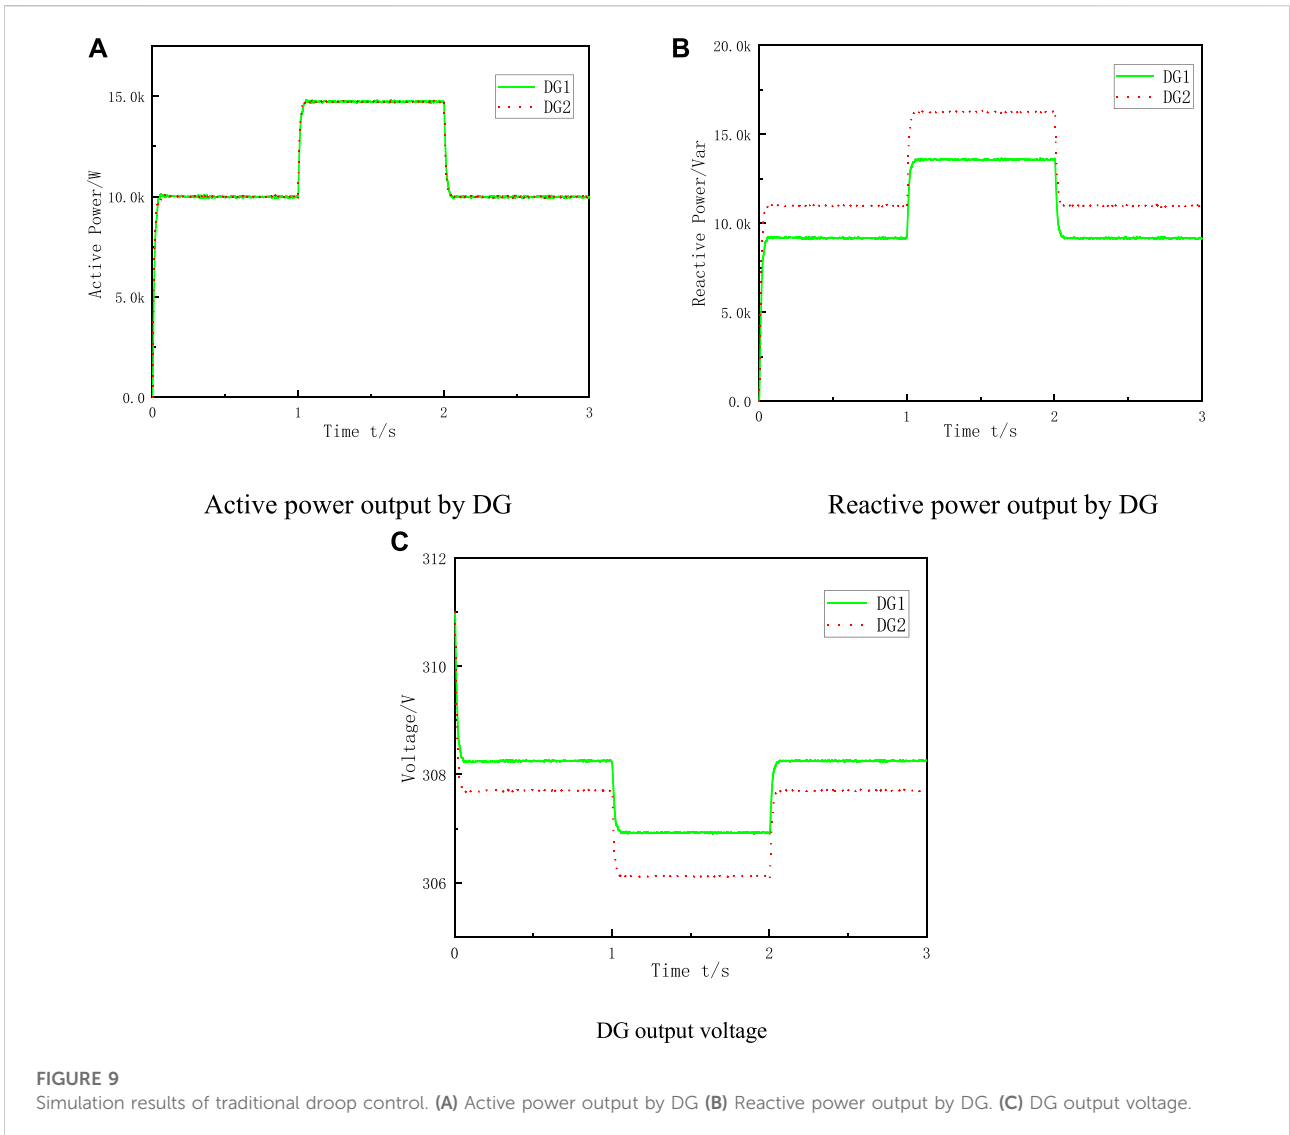 A
15.0k
10.0k
5.0k
0.0
Active Power/W
0 1 2 3
Time t/s
DG1
DG2
Active power output by DG
B
20.0k
15.0k
10.0k
5.0k
0.0
Reactive Power/Var
0 1 2 3
Time t/s
DG1
DG2
Reactive power output by DG
C
312
310
308
306
Voltage/V
0 1 2 3
Time t/s
DG1
DG2
DG output voltage
FIGURE 9
Simulation results of traditional droop control. (A) Active power output by DG (B) Reactive power output by DG. (C) DG output voltage.